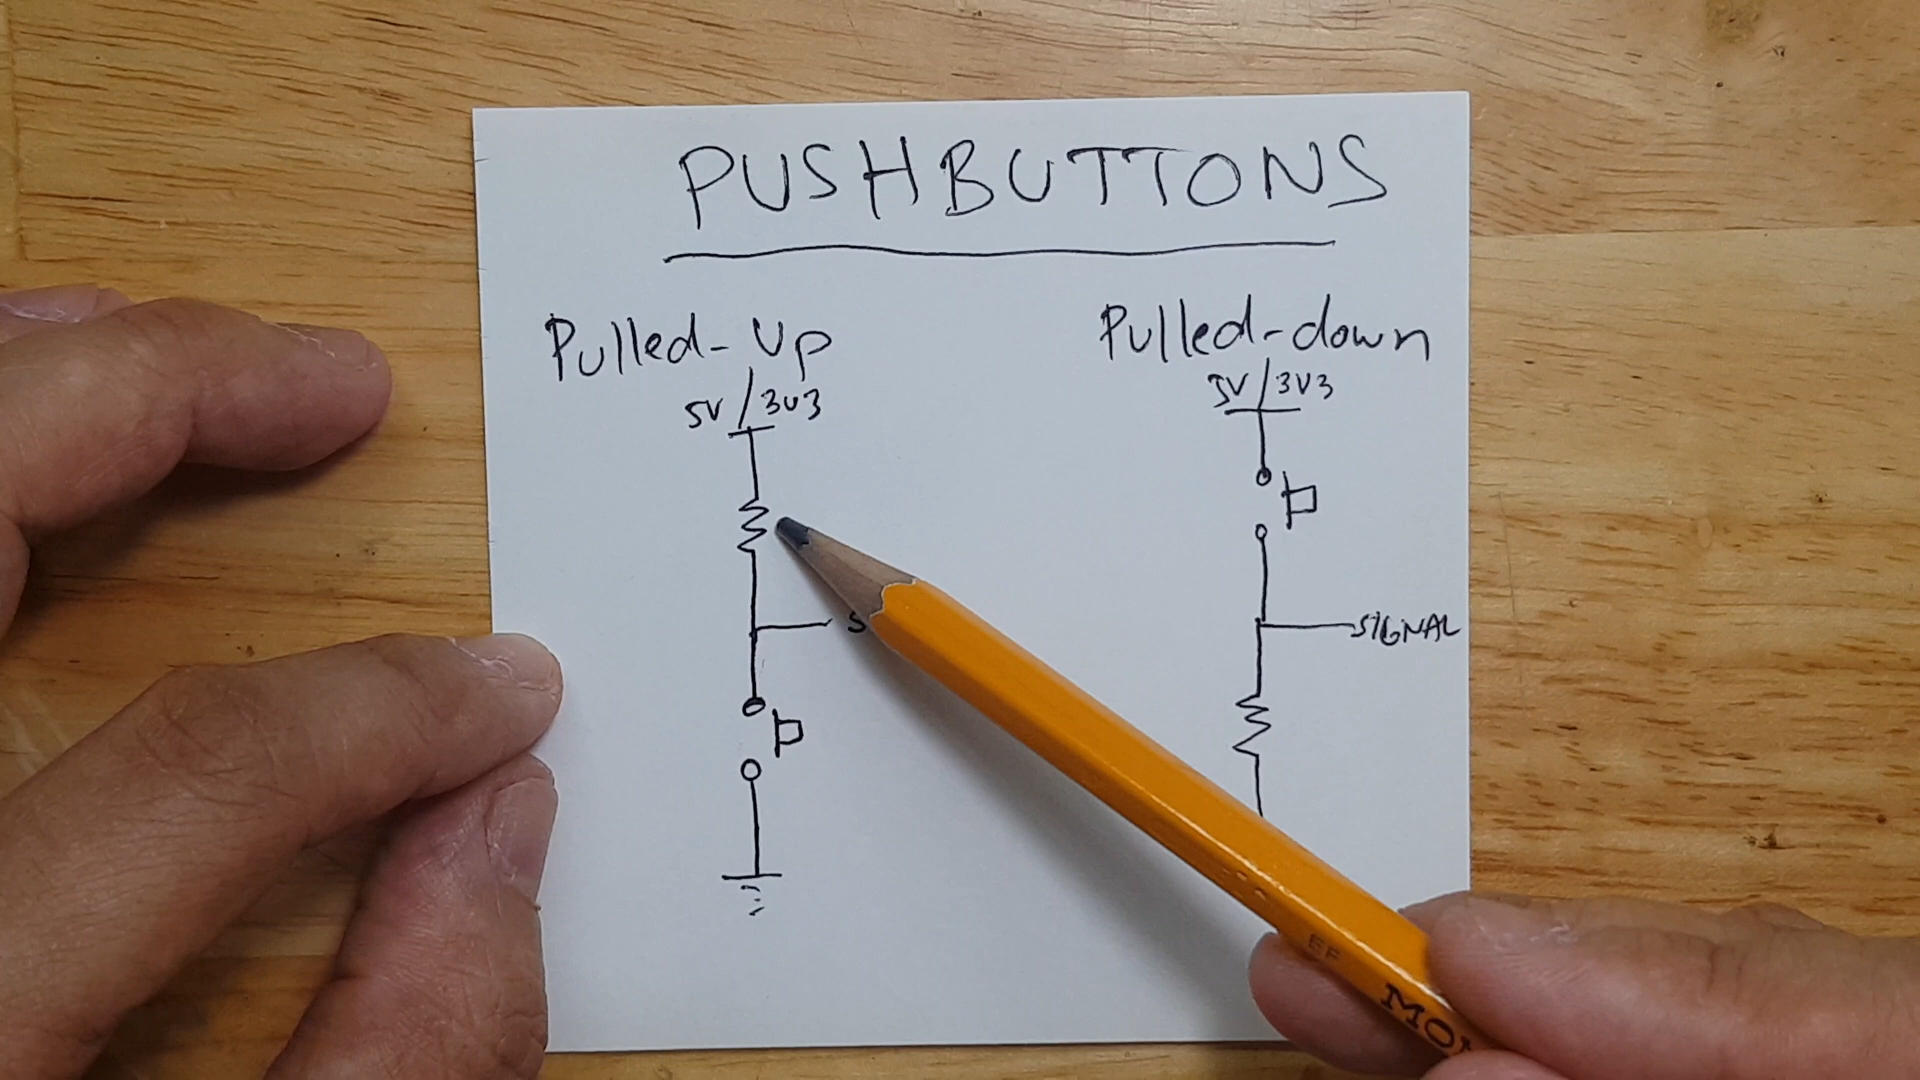 PUSHBUTTONS
Pulled-Up
5V/3V3
Pulled-down
5V/3V3
SIGNAL